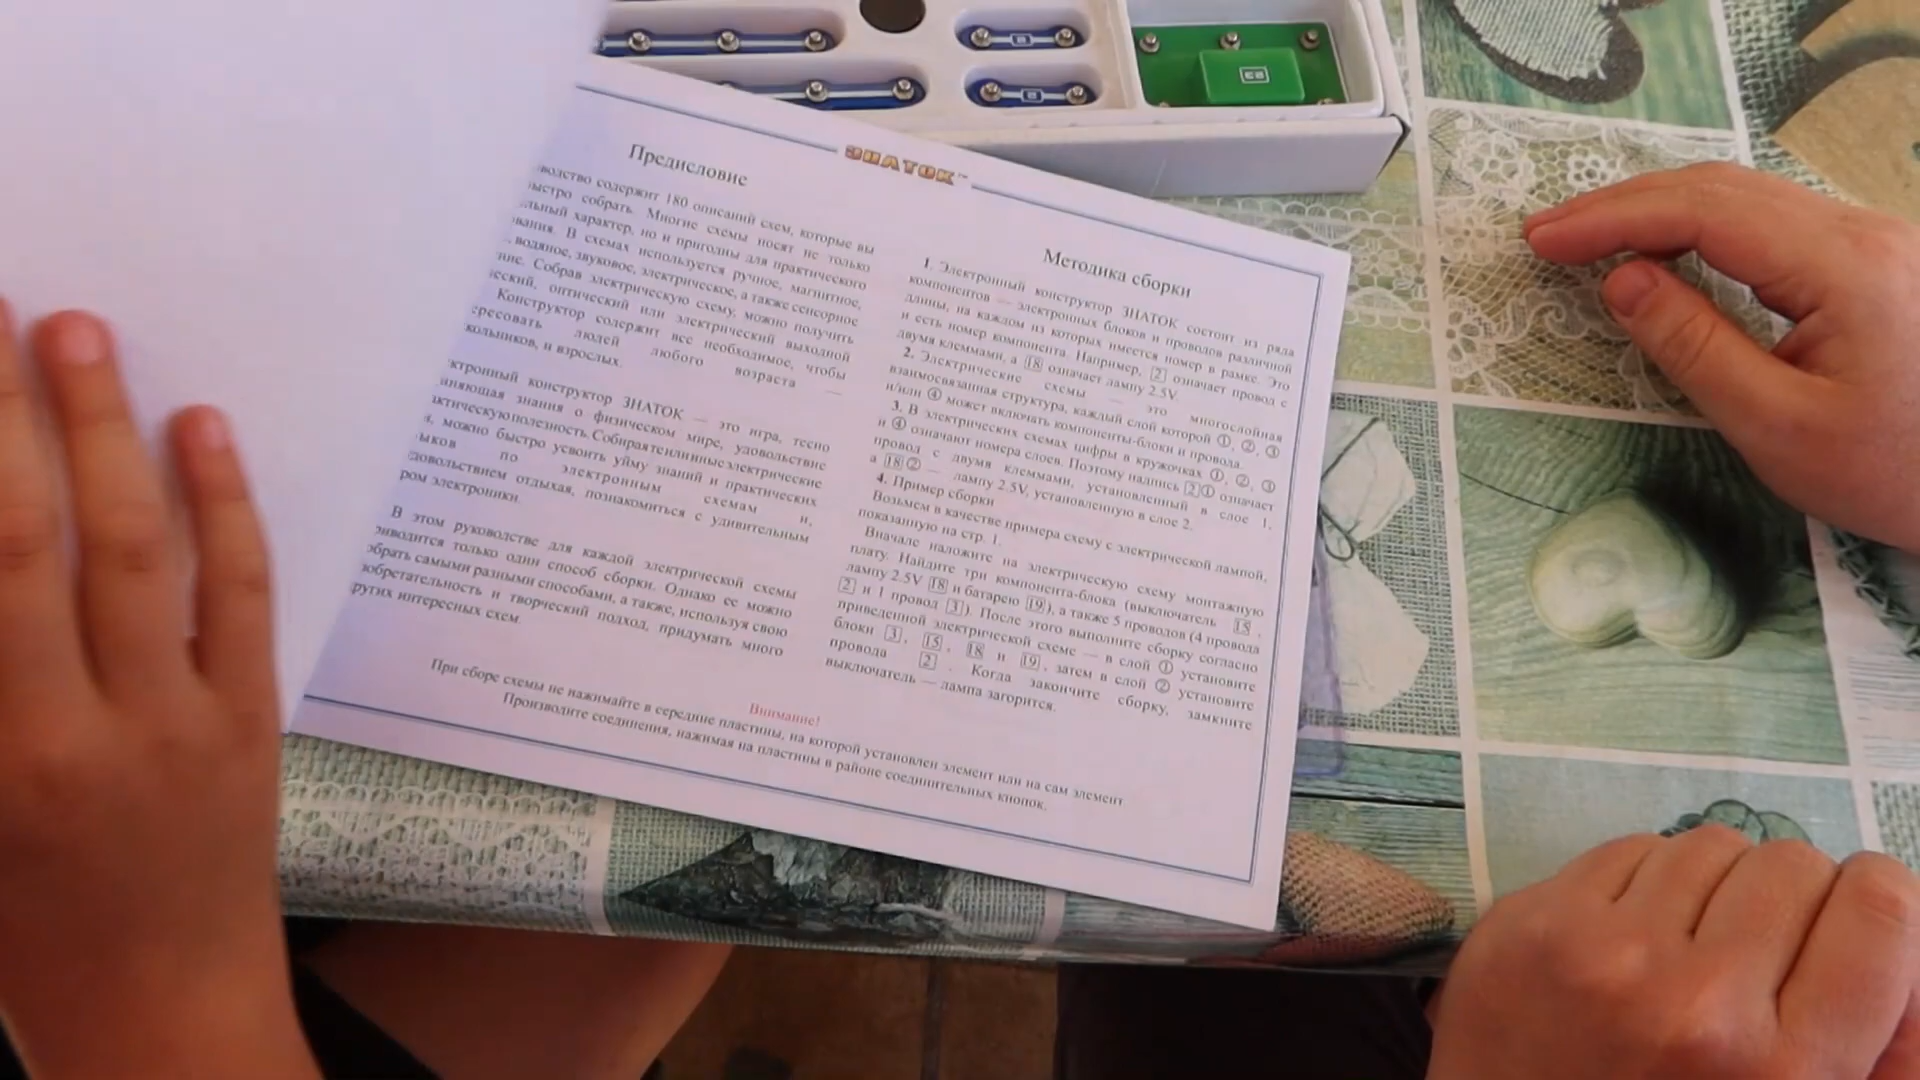 ЗНАТОК™
Предисловие
содержит 180 описаний схем, которые вы
собрать. Многие схемы носят не только
характер, но и пригодны для практического
В схемах используется ручное, магнитное,
водяное, звуковое, электрическое, а также сенсорное
Собрав электрическую схему, можно получить
оптический или электрический выходной
Конструктор содержит все необходимое, чтобы
людей любого возраста —
и взрослых.
конструктор ЗНАТОК — это игра, тесно
знания о физическом мире, удовольствие
полезность. Собирая те или иные электрические
можно быстро усвоить уйму знаний и практических
по электронным схемам и,
отдыхая, познакомиться с удивительным
электроники.
В этом руководстве для каждой электрической схемы
только один способ сборки. Однако ее можно
самыми разными способами, а также, используя свою
и творческий подход, придумать много
интересных схем.
Методика сборки
1. Электронный конструктор ЗНАТОК состоит из ряда
компонентов — электронных блоков и проводов различной
длины, на каждом из которых имеется номер в рамке. Это
и есть номер компонента. Например, 2 означает провод с
двумя клеммами, а 18 означает лампу 2.5V.
2. Электрические схемы — это многослойная
взаимосвязанная структура, каждый слой которой ①, ②, ③
и/или ④ может включать компоненты-блоки и провода.
3. В электрических схемах цифры в кружочках ①, ②, ③
и ④ означают номера слоев. Поэтому надпись 2① означает
провод с двумя клеммами, установленный в слое 1,
а 18② — лампу 2.5V, установленную в слое 2.
4. Пример сборки
Возьмем в качестве примера схему с электрической лампой,
показанную на стр. 1.
Вначале наложите на электрическую схему монтажную
плату. Найдите три компонента-блока (выключатель 15,
лампу 2.5V 18 и батарею 19), а также 5 проводов (4 провода
2 и 1 провод 3). После этого выполните сборку согласно
приведенной электрической схеме — в слой ① установите
блоки 3, 15, 18 и 19, затем в слой ② установите
провода 2. Когда закончите сборку, замкните
выключатель — лампа загорится.
Внимание!
При сборе схемы не нажимайте в середине пластины, на которой установлен элемент или на сам элемент
Производите соединения, нажимая на пластины в районе соединительных кнопок.